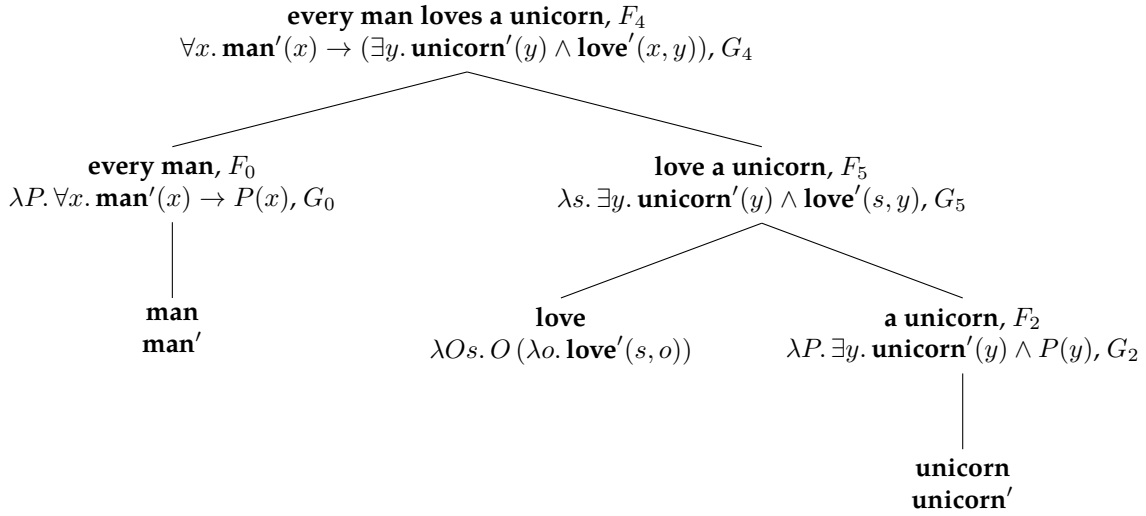 every man loves a unicorn, F₄
∀x. man′(x) → (∃y. unicorn′(y) ∧ love′(x, y)), G₄
every man, F₀
λP. ∀x. man′(x) → P(x), G₀
love a unicorn, F₅
λs. ∃y. unicorn′(y) ∧ love′(s, y), G₅
man
man′
love
λOs. O (λo. love′(s, o))
a unicorn, F₂
λP. ∃y. unicorn′(y) ∧ P(y), G₂
unicorn
unicorn′